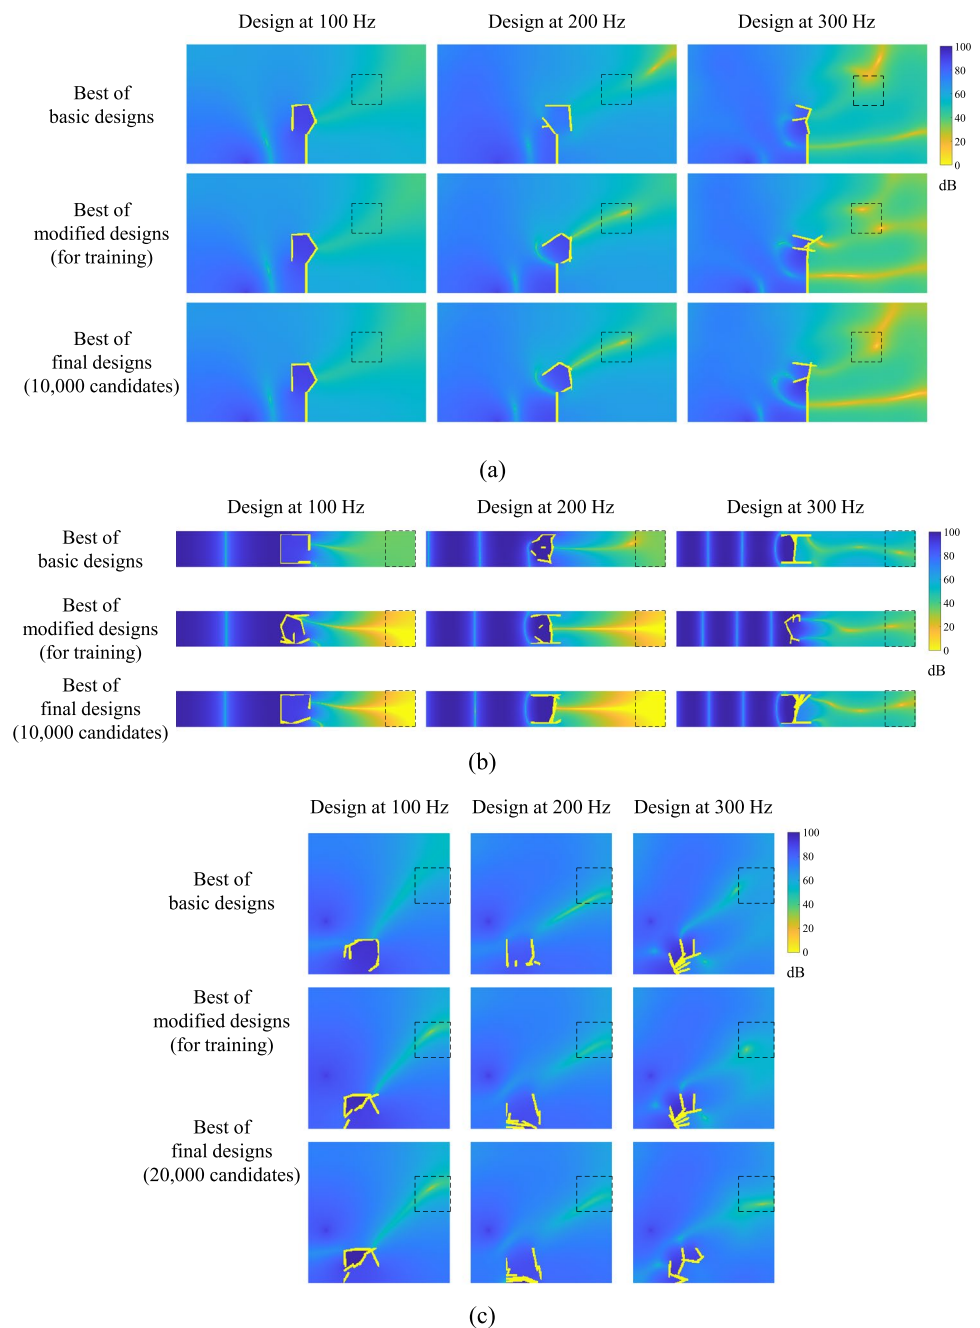 Design at 100 Hz
Design at 200 Hz
Design at 300 Hz
Best of
basic designs
100
80
60
40
20
0
dB
Best of
modified designs
(for training)
Best of
final designs
(10,000 candidates)
(a)
Design at 100 Hz
Design at 200 Hz
Design at 300 Hz
Best of
basic designs
100
80
60
40
20
0
dB
Best of
modified designs
(for training)
Best of
final designs
(10,000 candidates)
(b)
Design at 100 Hz
Design at 200 Hz
Design at 300 Hz
Best of
basic designs
100
80
60
40
20
0
dB
Best of
modified designs
(for training)
Best of
final designs
(20,000 candidates)
(c)